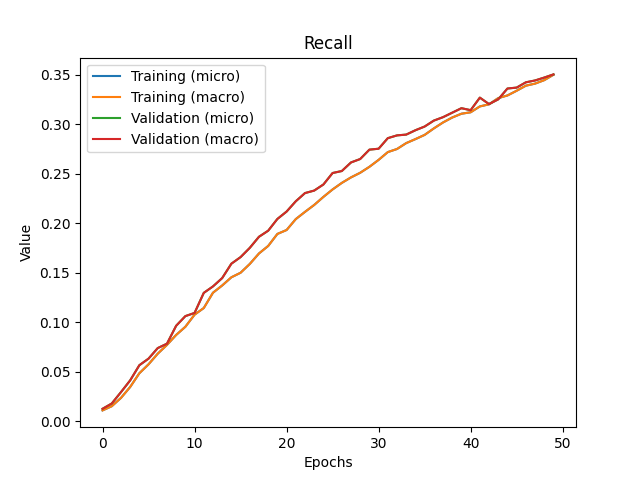 Recall
Training (micro)
Training (macro)
Validation (micro)
Validation (macro)
Value
0.35
0.30
0.25
0.20
0.15
0.10
0.05
0.00
0 10 20 30 40 50
Epochs